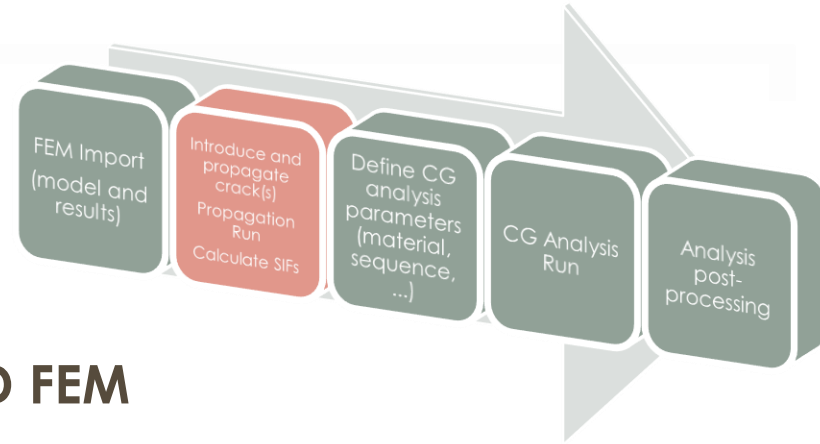 FEM Import
(model and
results)
Introduce and
propagate
crack(s)
Propagation
Run
Calculate SIFs
Define CG
analysis
parameters
(material,
sequence,
...)
CG Analysis
Run
Analysis
post-
processing
FEM